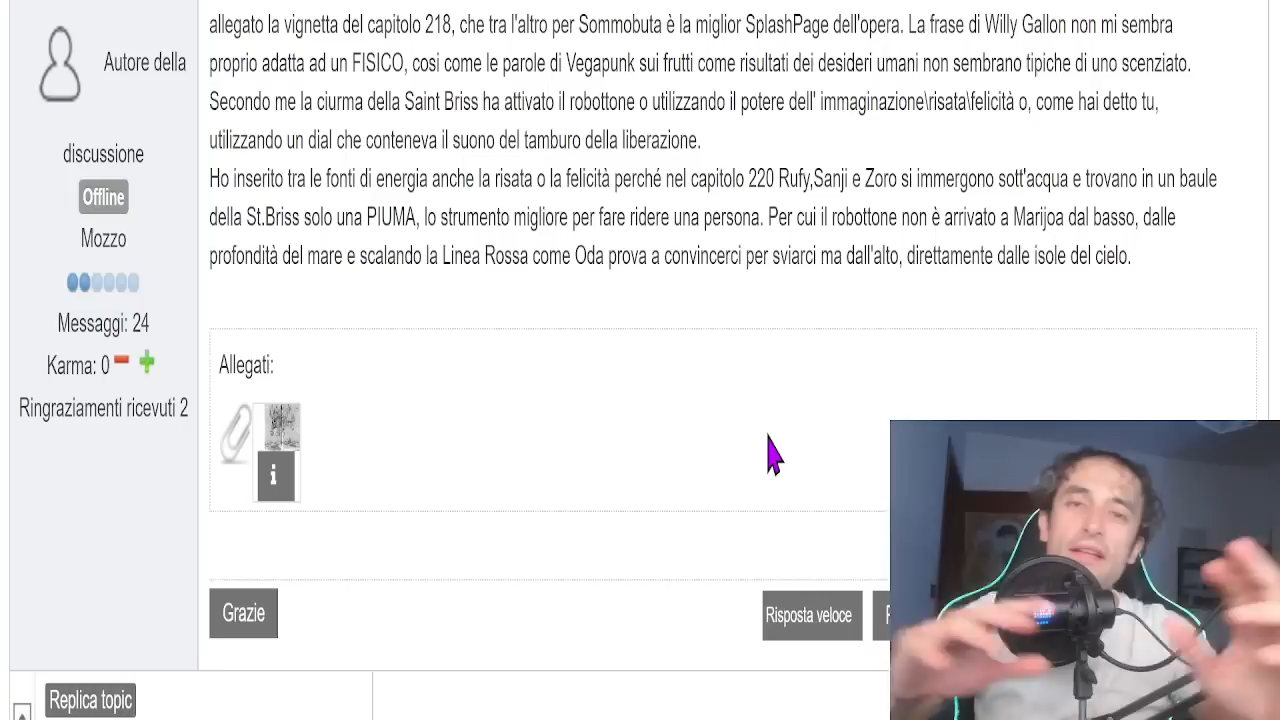 allegato la vignetta del capitolo 218, che tra l'altro per Sommobuta è la miglior SplashPage dell'opera. La frase di Willy Gallon non mi sembra
proprio adatta ad un FISICO, cosi come le parole di Vegapunk sui frutti come risultati dei desideri umani non sembrano tipiche di uno scenziato.
Secondo me la ciurma della Saint Briss ha attivato il robottone o utilizzando il potere dell' immaginazione\risata\felicità o, come hai detto tu,
utilizzando un dial che conteneva il suono del tamburo della liberazione.
Ho inserito tra le fonti di energia anche la risata o la felicità perché nel capitolo 220 Rufy,Sanji e Zoro si immergono sott'acqua e trovano in un baule
della St.Briss solo una PIUMA, lo strumento migliore per fare ridere una persona. Per cui il robottone non è arrivato a Marijoa dal basso, dalle
profondità del mare e scalando la Linea Rossa come Oda prova a convincerci per sviarci ma dall'alto, direttamente dalle isole del cielo.
Autore della
discussione
Offline
Mozzo
Messaggi: 24
Karma: 0
Ringraziamenti ricevuti 2
Allegati:
i
Grazie
Risposta veloce
Replica topic